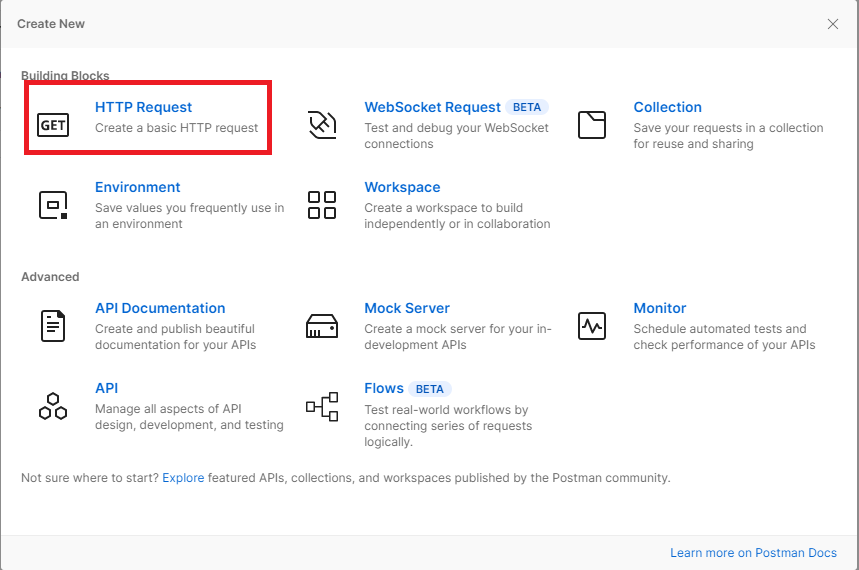 Create New
Building Blocks
HTTP Request
Create a basic HTTP request
GET
WebSocket Request BETA
Test and debug your WebSocket
connections
Collection
Save your requests in a collection
for reuse and sharing
Environment
Save values you frequently use in
an environment
Workspace
Create a workspace to build
independently or in collaboration
Advanced
API Documentation
Create and publish beautiful
documentation for your APIs
Mock Server
Create a mock server for your in-
development APIs
Monitor
Schedule automated tests and
check performance of your APIs
API
Manage all aspects of API
design, development, and testing
Flows BETA
Test real-world workflows by
connecting series of requests
logically.
Not sure where to start? Explore featured APIs, collections, and workspaces published by the Postman community.
Learn more on Postman Docs